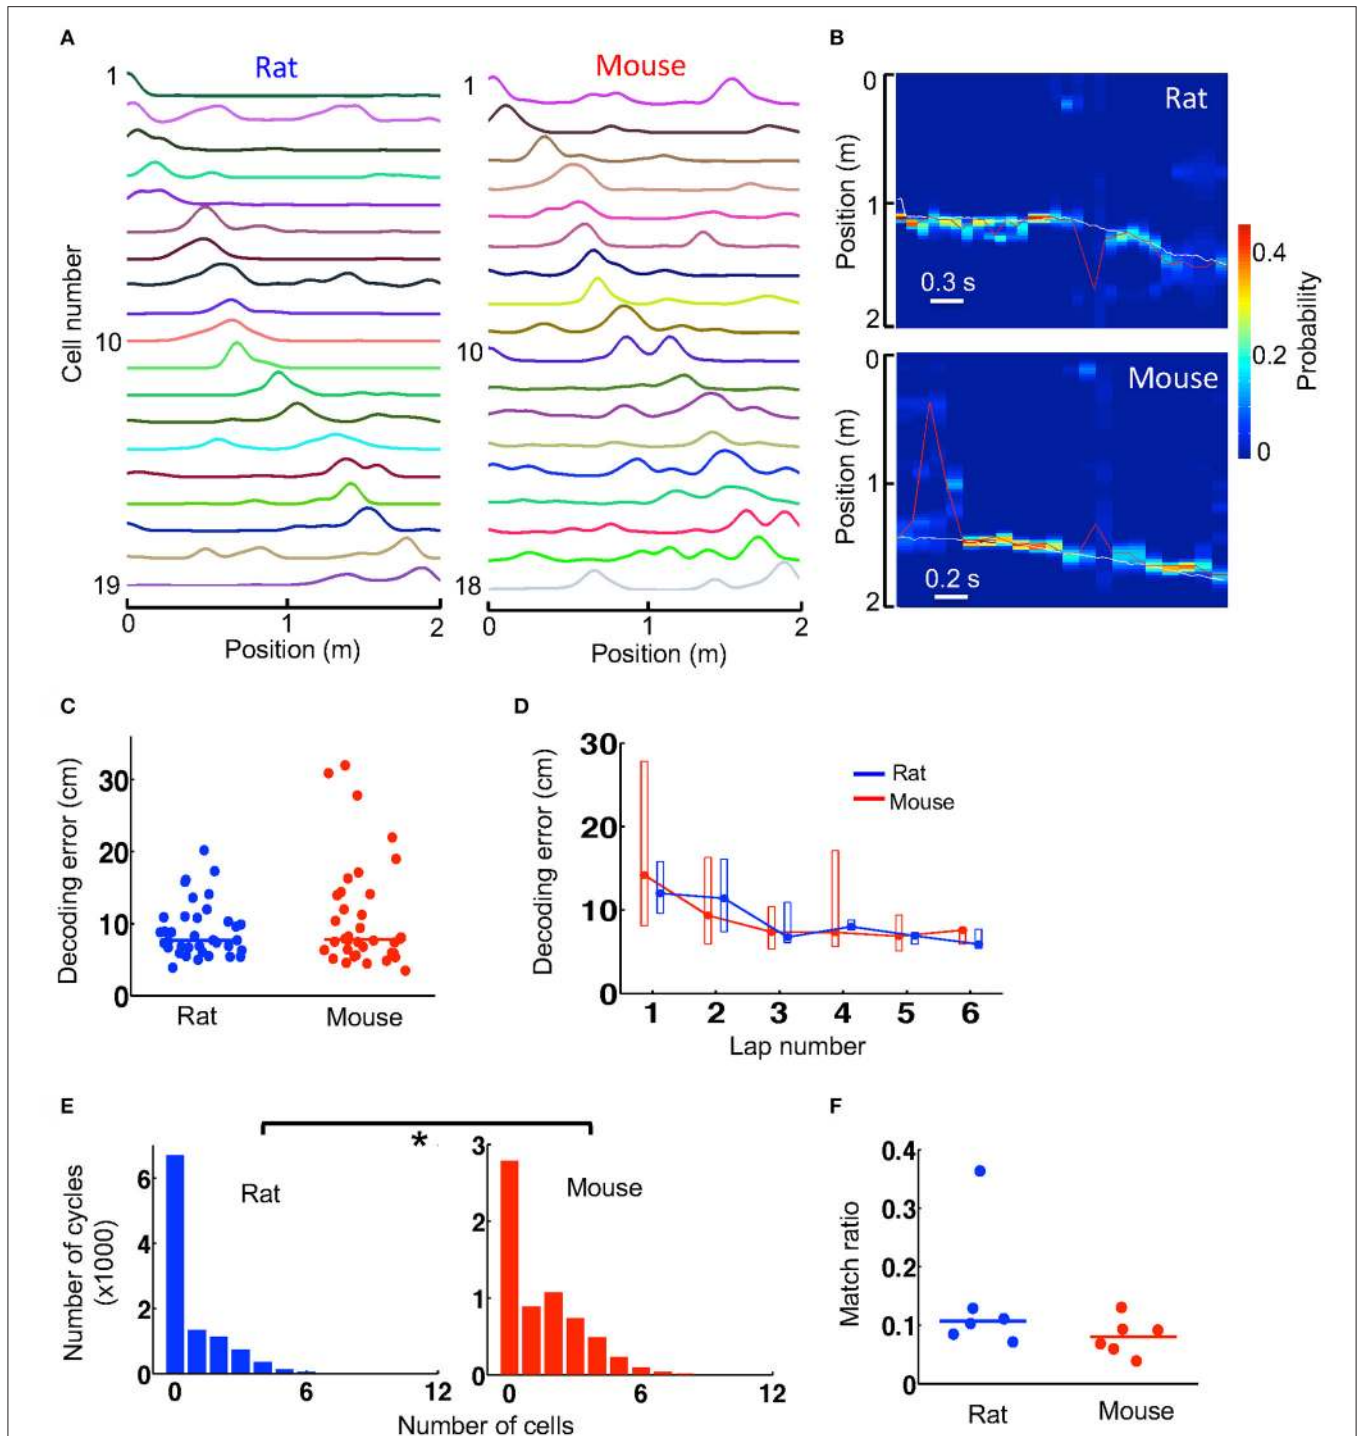 A
Rat
Mouse
1
10
19
Cell number
0 1 2
Position (m)
1
10
18
0 1 2
Position (m)
B
Rat
0
1
2
Position (m)
0.3 s
Mouse
0
1
2
Position (m)
0.2 s
0.4
0.2
0
Probability
C
Decoding error (cm)
30
20
10
0
Rat Mouse
D
Decoding error (cm)
30
20
10
0
Rat
Mouse
1 2 3 4 5 6
Lap number
E
*
Number of cycles
(x1000)
6
4
2
0
Rat
0 6 12
3
2
1
0
Mouse
0 6 12
Number of cells
F
Match ratio
0.4
0.3
0.2
0.1
0
Rat Mouse